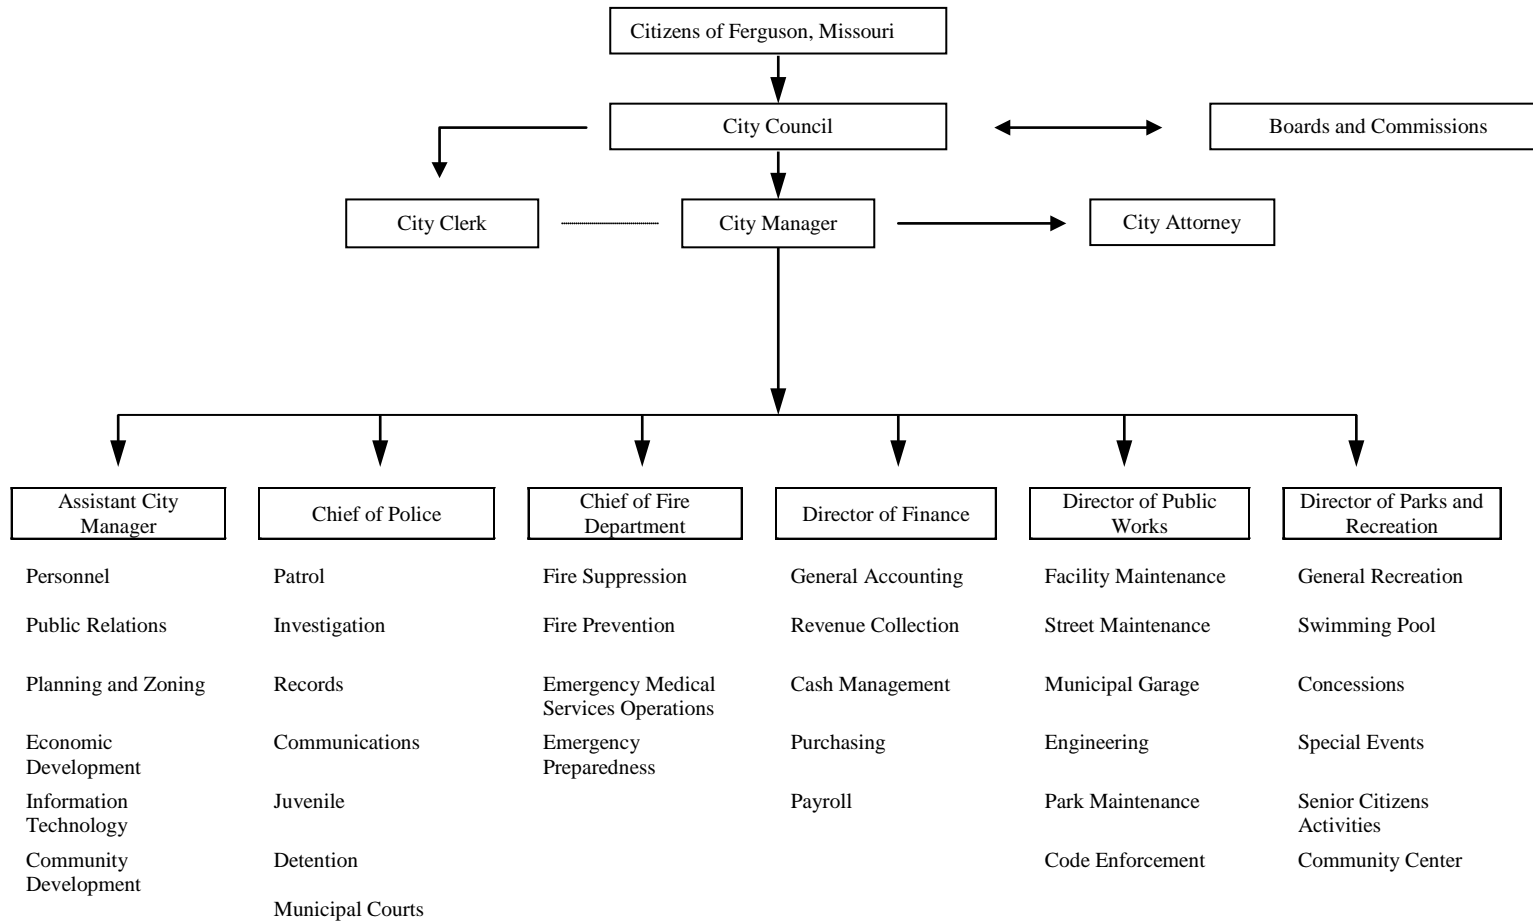 Citizens of Ferguson, Missouri
City Council
Boards and Commissions
City Clerk
City Manager
City Attorney
Assistant City
Manager
Chief of Police
Chief of Fire
Department
Director of Finance
Director of Public
Works
Director of Parks and
Recreation
Personnel
Public Relations
Planning and Zoning
Economic
Development
Information
Technology
Community
Development
Patrol
Investigation
Records
Communications
Juvenile
Detention
Municipal Courts
Fire Suppression
Fire Prevention
Emergency Medical
Services Operations
Emergency
Preparedness
General Accounting
Revenue Collection
Cash Management
Purchasing
Payroll
Facility Maintenance
Street Maintenance
Municipal Garage
Engineering
Park Maintenance
Code Enforcement
General Recreation
Swimming Pool
Concessions
Special Events
Senior Citizens
Activities
Community Center